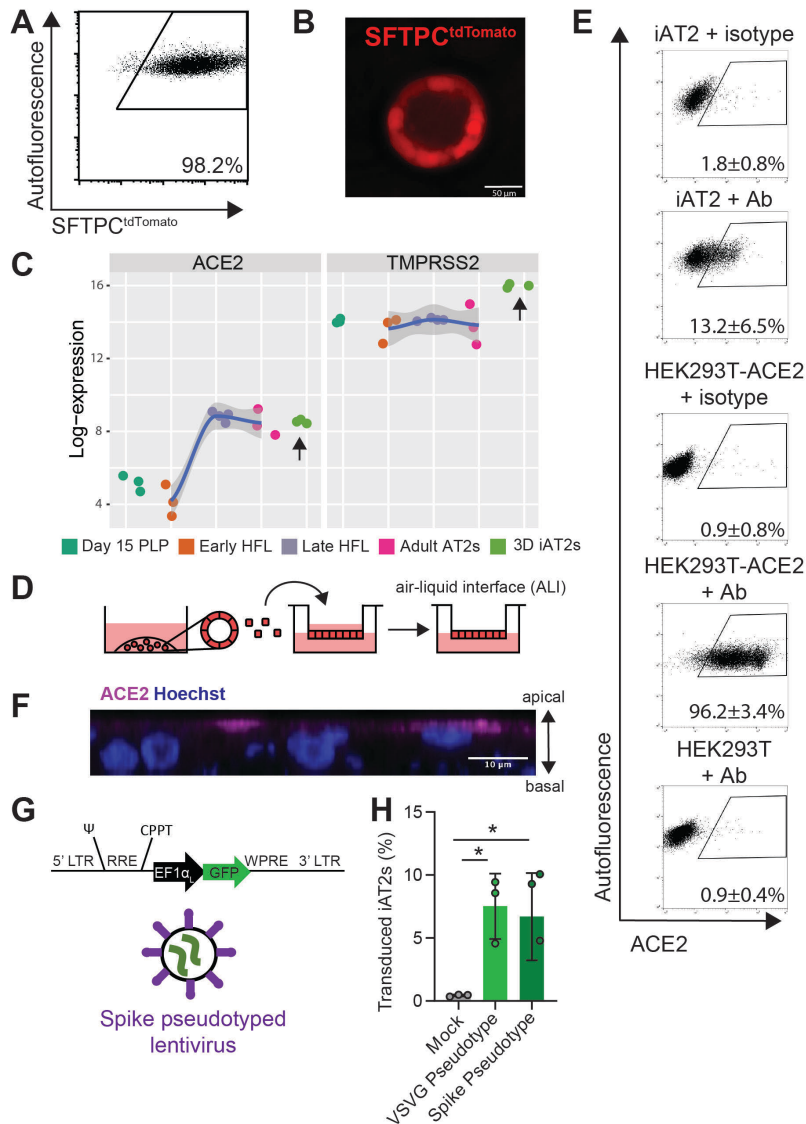 A
Autofluorescence
98.2%
SFTPCtdTomato
B
SFTPCtdTomato
50 µm
C
ACE2
TMPRSS2
Log−expression
16
12
8
4
Day 15 PLP
Early HFL
Late HFL
Adult AT2s
3D iAT2s
D
air-liquid interface (ALI)
E
iAT2 + isotype
1.8±0.8%
iAT2 + Ab
13.2±6.5%
HEK293T-ACE2
+ isotype
0.9±0.8%
HEK293T-ACE2
+ Ab
96.2±3.4%
HEK293T
+ Ab
0.9±0.4%
Autofluorescence
ACE2
F
ACE2 Hoechst
apical
10 µm
basal
G
Ψ
CPPT
5' LTR
RRE
WPRE
3' LTR
EF1αL
GFP
Spike pseudotyped
lentivirus
H
Transduced iAT2s (%)
15
10
5
0
*
*
Mock
VSVG Pseudotype
Spike Pseudotype